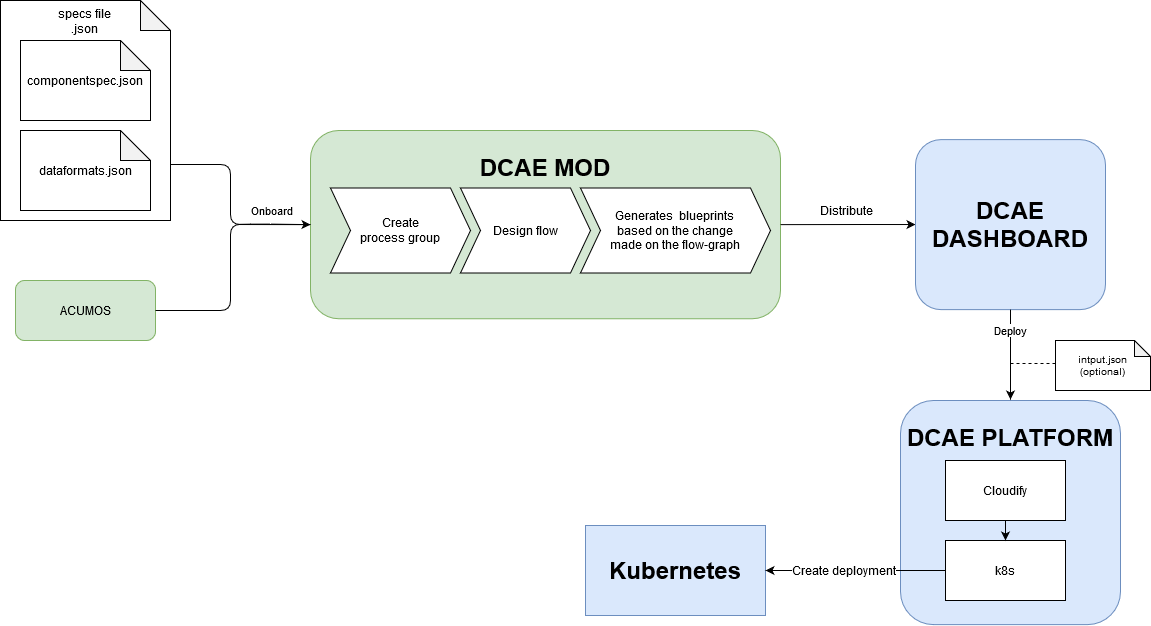 specs file
.json
componentspec.json
dataformats.json
ACUMOS
Onboard
DCAE MOD
Create
process group
Design flow
Generates blueprints
based on the change
made on the flow-graph
Distribute
DCAE
DASHBOARD
Deploy
intput.json
(optional)
DCAE PLATFORM
Cloudify
k8s
Create deployment
Kubernetes